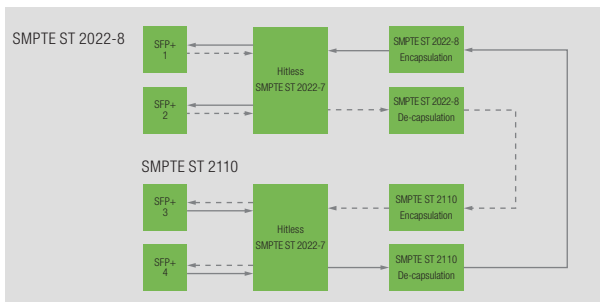 SMPTE ST 2022-8
SFP+
1
SFP+
2
Hitless
SMPTE ST 2022-7
SMPTE ST 2022-8
Encapsulation
SMPTE ST 2022-8
De-capsulation
SMPTE ST 2110
SFP+
3
SFP+
4
Hitless
SMPTE ST 2022-7
SMPTE ST 2110
Encapsulation
SMPTE ST 2110
De-capsulation